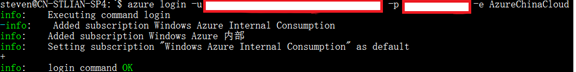 steven@CN-STLIAN-SP4:~$ azure login -u -p -e AzureChinaCloud
info:    Executing command login
-info:    Added subscription Windows Azure Internal Consumption
info:    Added subscription Windows Azure 内部
info:    Setting subscription "Windows Azure Internal Consumption" as default
+
info:    login command OK